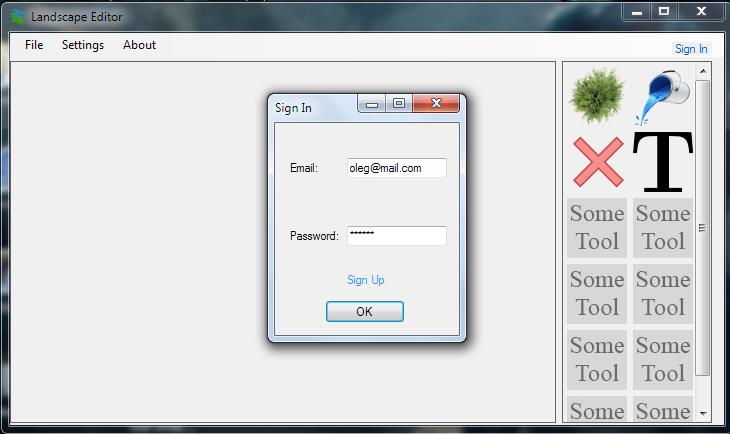 Landscape Editor
File Settings About
Sign In
Sign In
Email: oleg@mail.com
Password: ******
Sign Up
OK
T
Some Tool
Some Tool
Some Tool
Some Tool
Some Tool
Some Tool
Some
Some